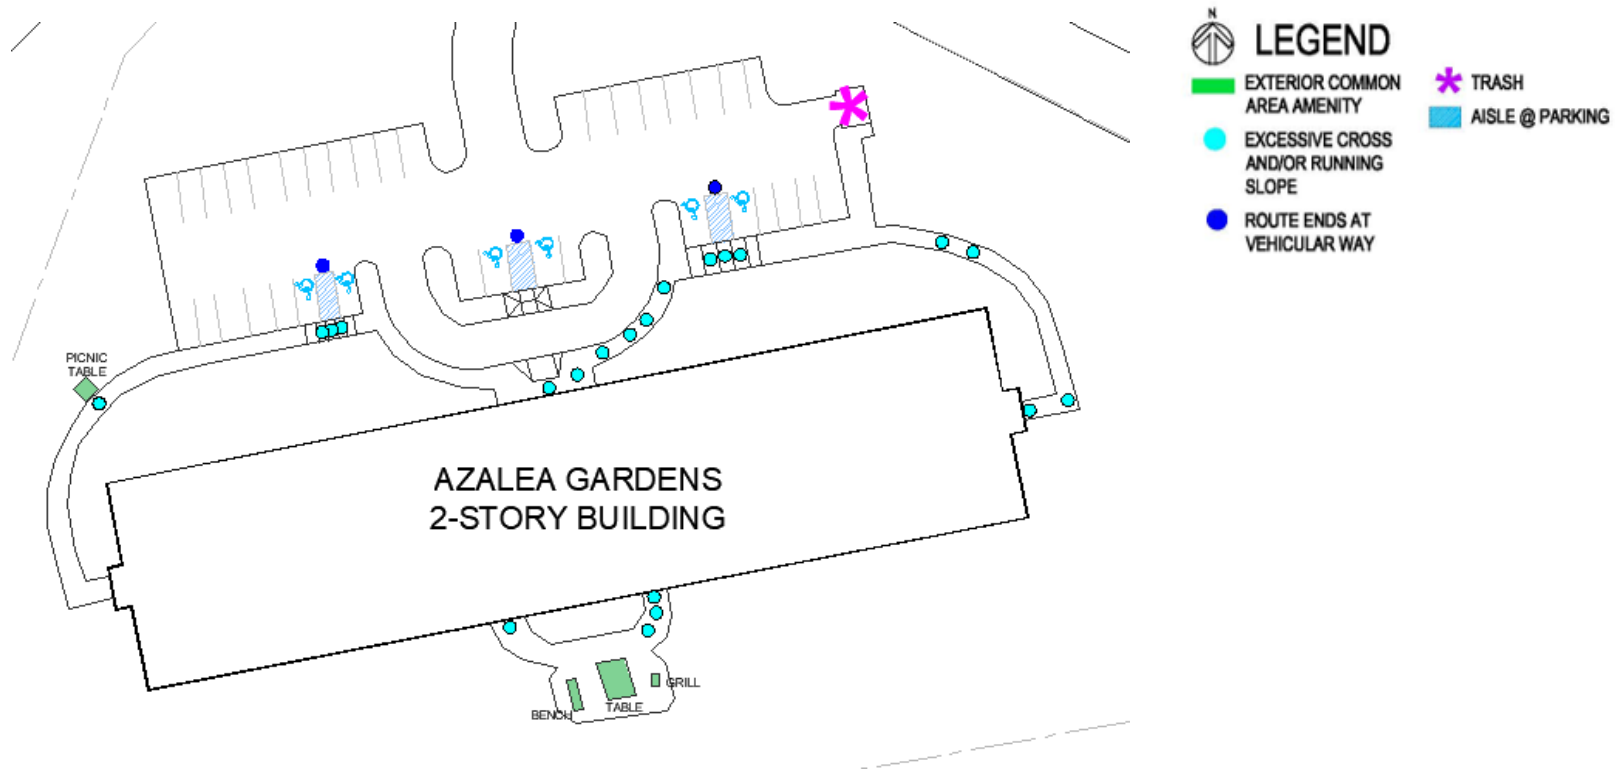 N
LEGEND
EXTERIOR COMMON
AREA AMENITY
EXCESSIVE CROSS
AND/OR RUNNING
SLOPE
ROUTE ENDS AT
VEHICULAR WAY
TRASH
AISLE @ PARKING
PICNIC
TABLE
AZALEA GARDENS
2-STORY BUILDING
BENCH
TABLE
GRILL